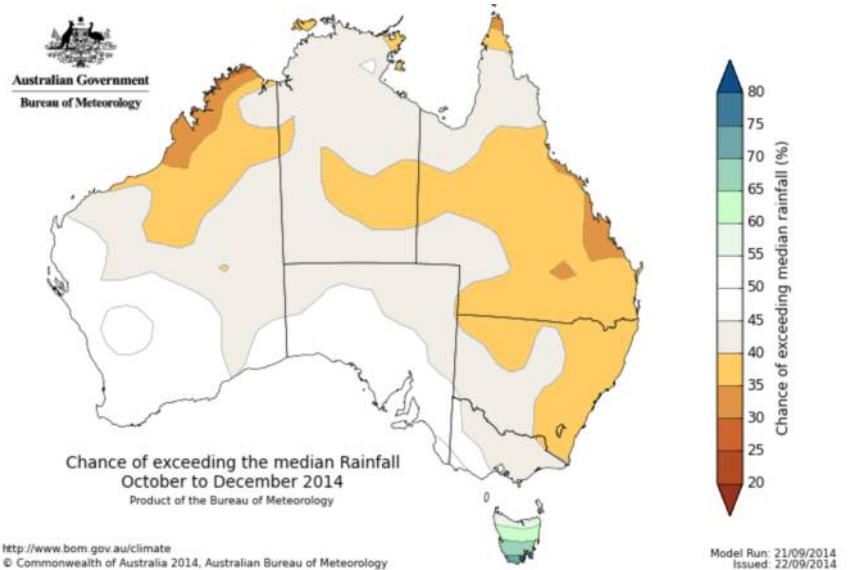 Australian Government
Bureau of Meteorology
80
75
70
65
60
55
50
45
40
35
30
25
20
Chance of exceeding median rainfall (%)
Chance of exceeding the median Rainfall
October to December 2014
Product of the Bureau of Meteorology
http://www.bom.gov.au/climate
© Commonwealth of Australia 2014, Australian Bureau of Meteorology
Model Run: 21/09/2014
Issued: 22/09/2014